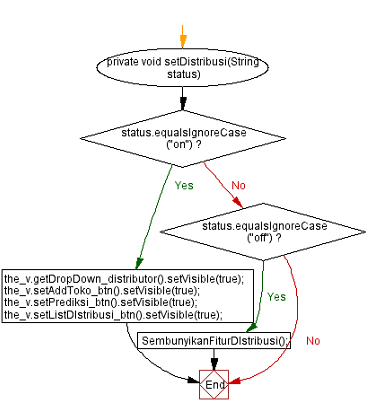 private void setDistribusi(String
status)
status.equalsIgnoreCase
("on") ?
Yes
No
status.equalsIgnoreCase
("off") ?
the_v.getDropDown_distributor().setVisible(true);
the_v.setAddToko_btn().setVisible(true);
the_v.setPrediksi_btn().setVisible(true);
the_v.setListDIstribusi_btn().setVisible(true);
Yes
SembunyikanFiturDIstribusi();
No
End